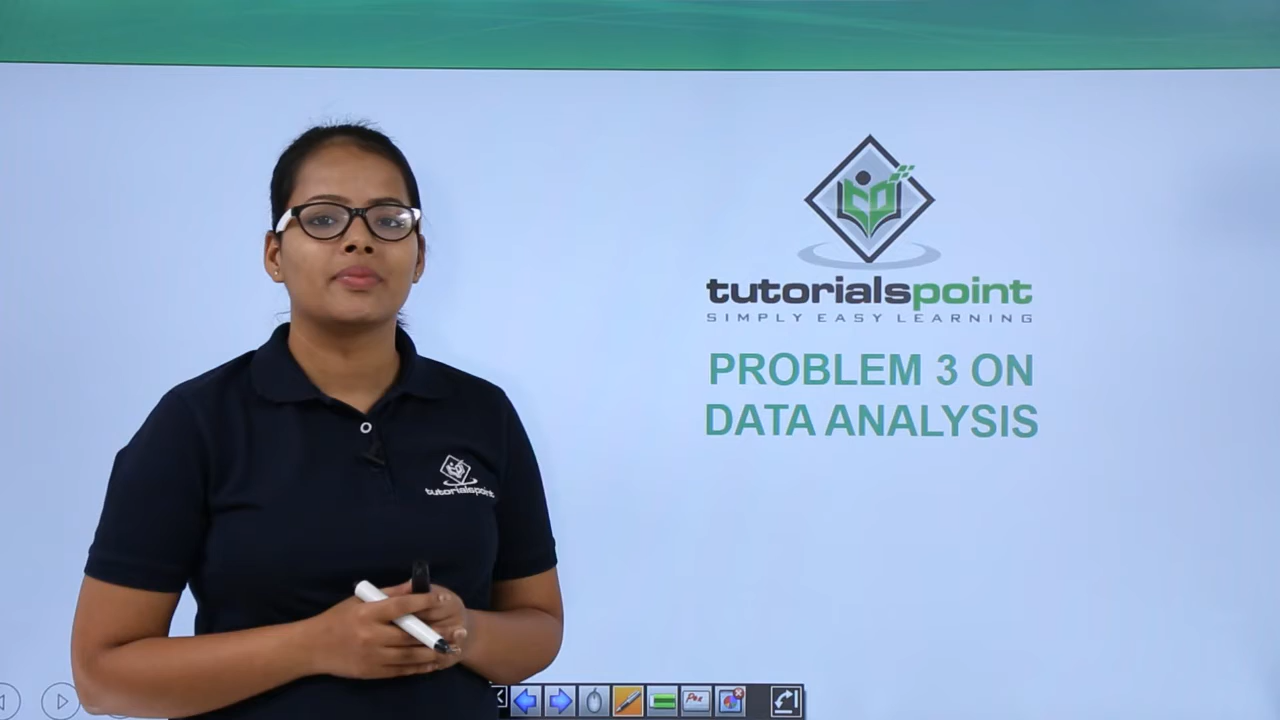 tutorialspoint
SIMPLY EASY LEARNING
PROBLEM 3 ON
DATA ANALYSIS
tutorialspoint